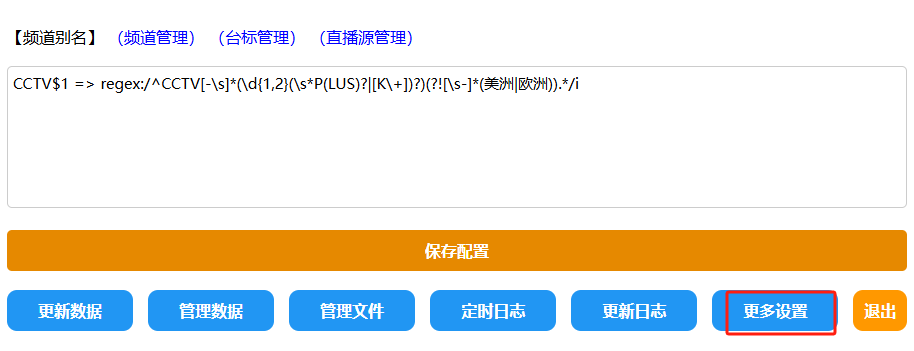 【频道别名】 （频道管理） （台标管理） （直播源管理）
CCTV$1 => regex:/^CCTV[-\s]*(\d{1,2}(\s*P(LUS)?|[K\+])?)(?![\s-]*(美洲|欧洲)).*/i
保存配置
更新数据 管理数据 管理文件 定时日志 更新日志 更多设置 退出